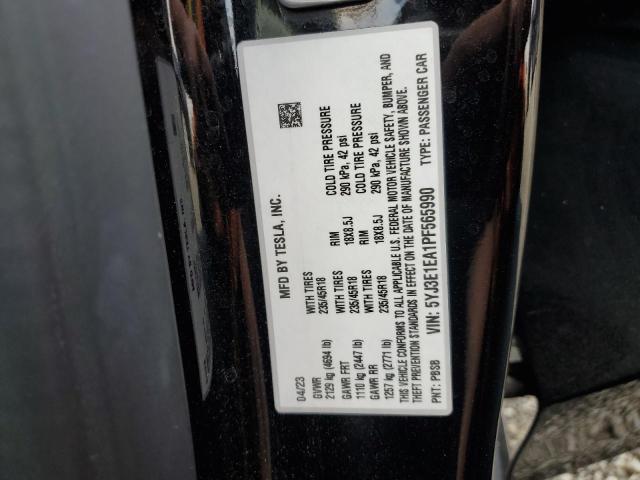 MFD BY TESLA, INC.
04/23
GVWR WITH TIRES
2129 kg (4694 lb) 235/45R18
GAWR FRT WITH TIRES RIM COLD TIRE PRESSURE
1110 kg (2447 lb) 235/45R18 18X8.5J 290 kPa, 42 psi
GAWR RR WITH TIRES RIM COLD TIRE PRESSURE
1257 kg (2771 lb) 235/45R18 18X8.5J 290 kPa, 42 psi
THIS VEHICLE CONFORMS TO ALL APPLICABLE U.S. FEDERAL MOTOR VEHICLE SAFETY, BUMPER, AND
THEFT PREVENTION STANDARDS IN EFFECT ON THE DATE OF MANUFACTURE SHOWN ABOVE.
PNT: PBSB VIN: 5YJ3E1EA1PF565990 TYPE: PASSENGER CAR